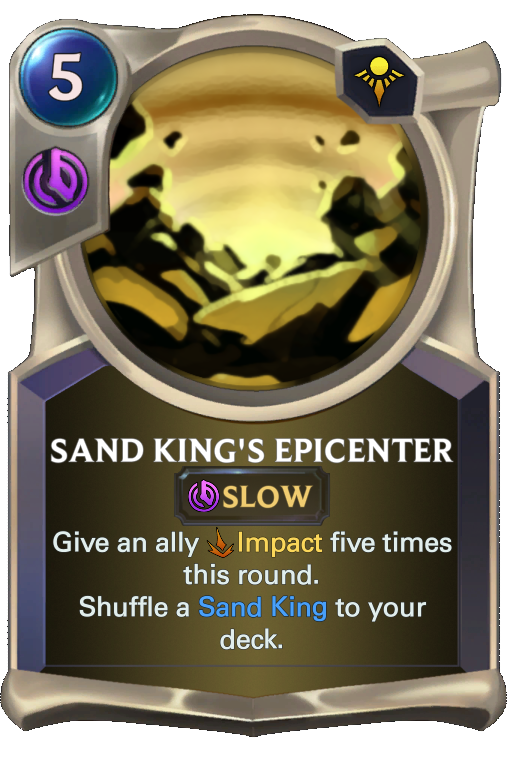 5
SAND KING'S EPICENTER
SLOW
Give an ally Impact five times
this round.
Shuffle a Sand King to your
deck.